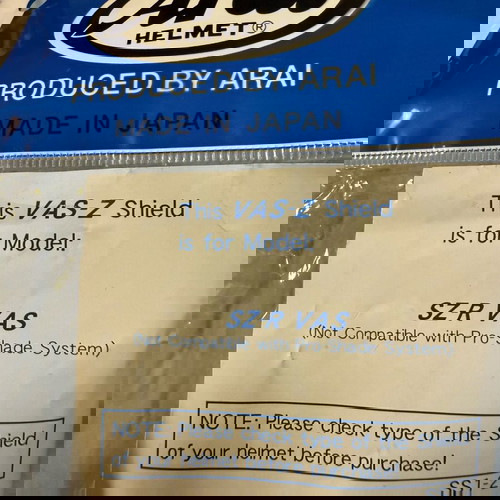 Arai
HELMET®
PRODUCED BY ARAI
MADE IN JAPAN
This VAS-Z Shield
is for Model:
SZ-R VAS
(Not Compatible with Pro-Shade System)
NOTE: Please check type of the Shield
of your helmet before purchase!